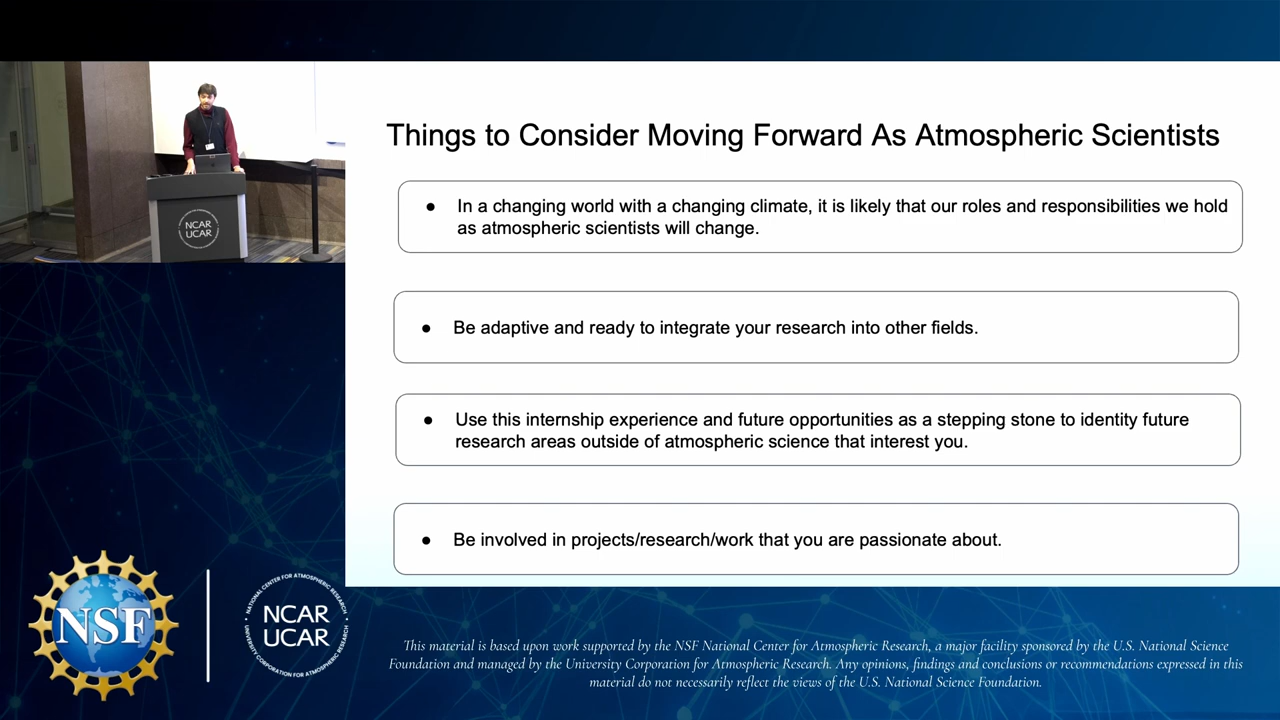 Things to Consider Moving Forward As Atmospheric Scientists
● In a changing world with a changing climate, it is likely that our roles and responsibilities we hold
as atmospheric scientists will change.
● Be adaptive and ready to integrate your research into other fields.
● Use this internship experience and future opportunities as a stepping stone to identity future
research areas outside of atmospheric science that interest you.
● Be involved in projects/research/work that you are passionate about.
NCAR
UCAR
NSF
NATIONAL CENTER FOR ATMOSPHERIC RESEARCH
NCAR
UCAR
UNIVERSITY CORPORATION FOR ATMOSPHERIC RESEARCH
This material is based upon work supported by the NSF National Center for Atmospheric Research, a major facility sponsored by the U.S. National Science
Foundation and managed by the University Corporation for Atmospheric Research. Any opinions, findings and conclusions or recommendations expressed in this
material do not necessarily reflect the views of the U.S. National Science Foundation.